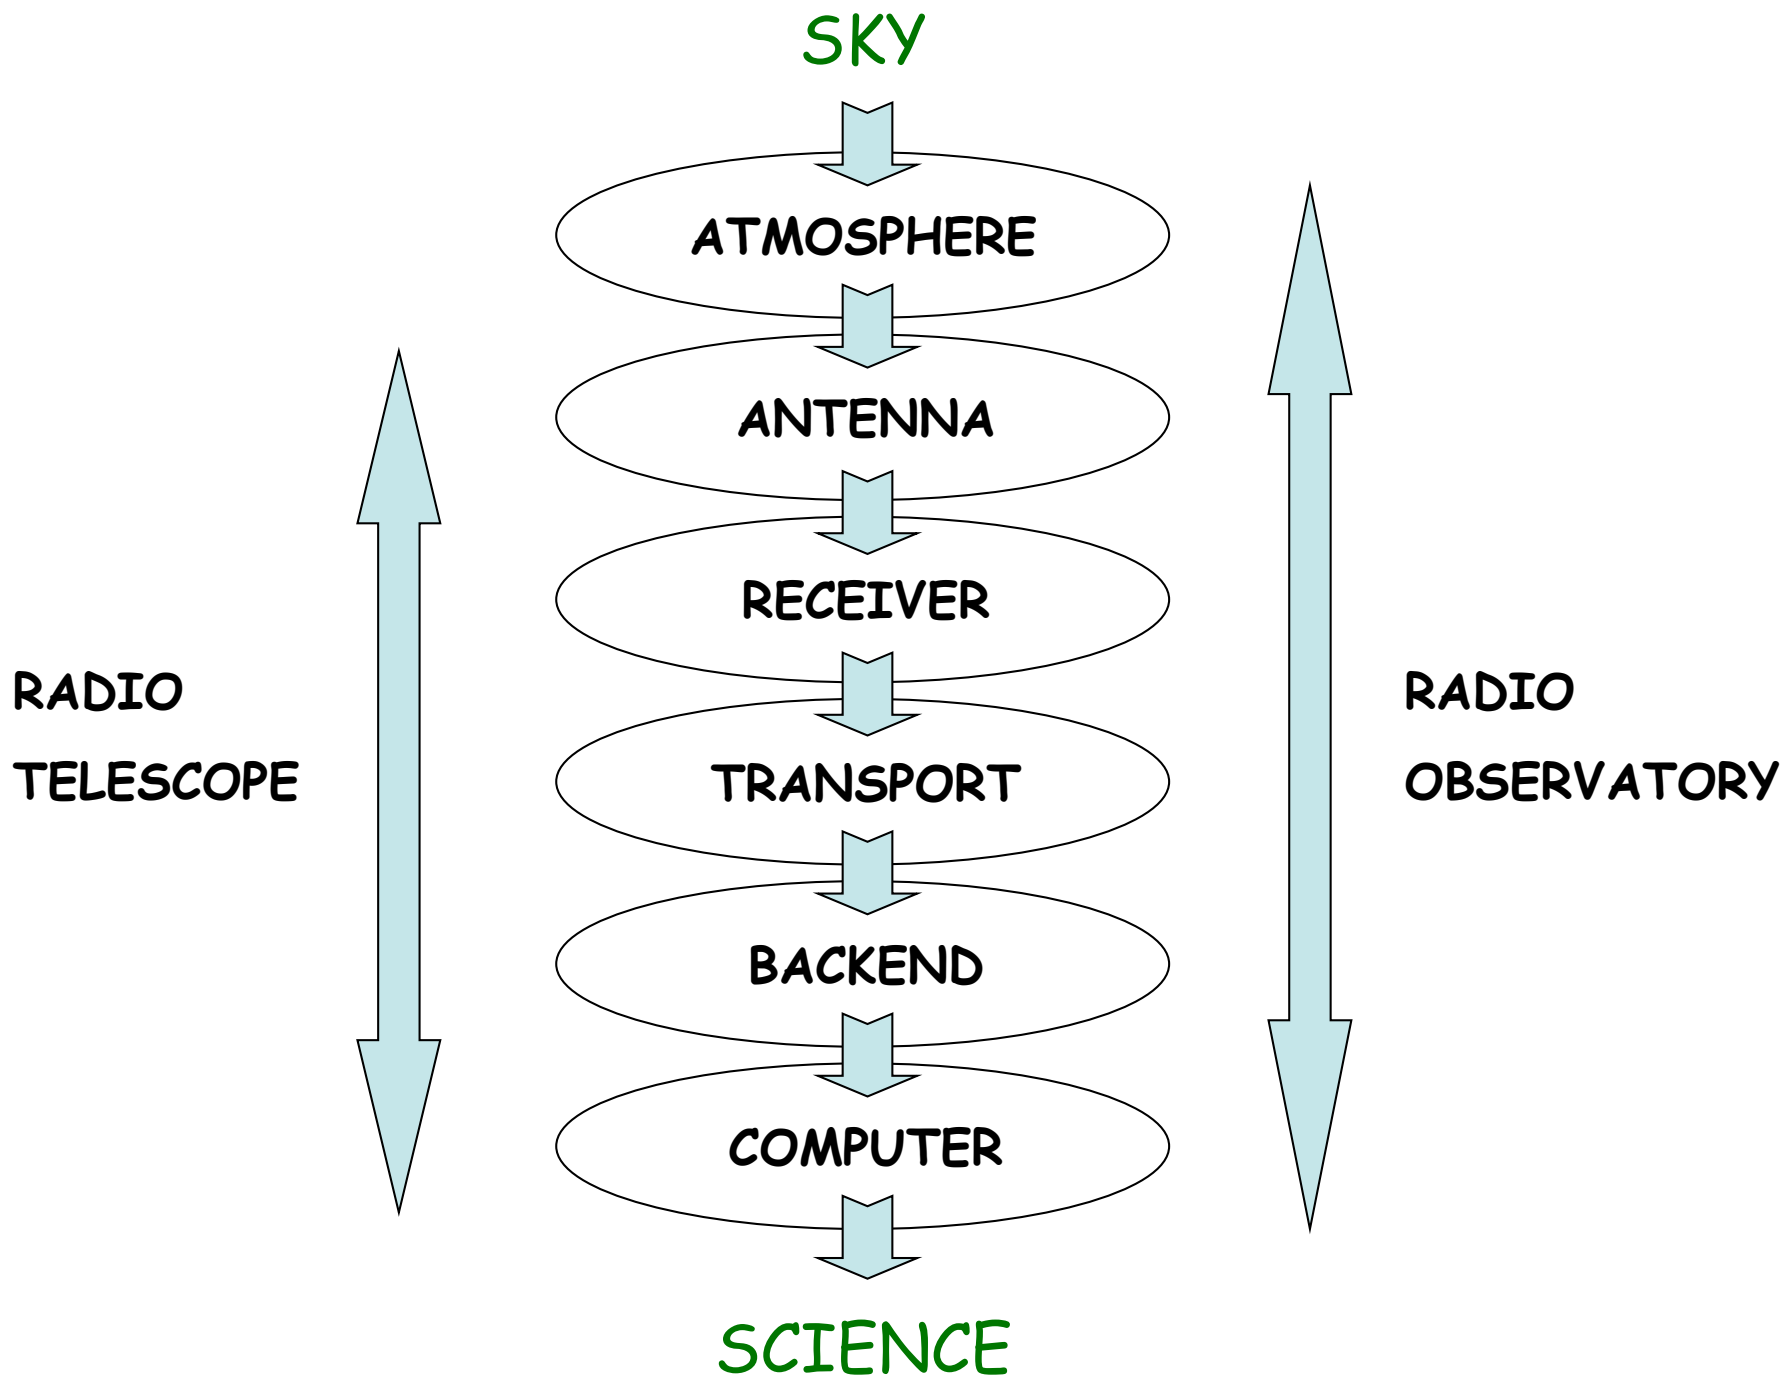 SKY
ATMOSPHERE
ANTENNA
RECEIVER
TRANSPORT
BACKEND
COMPUTER
SCIENCE
RADIO
TELESCOPE
RADIO
OBSERVATORY